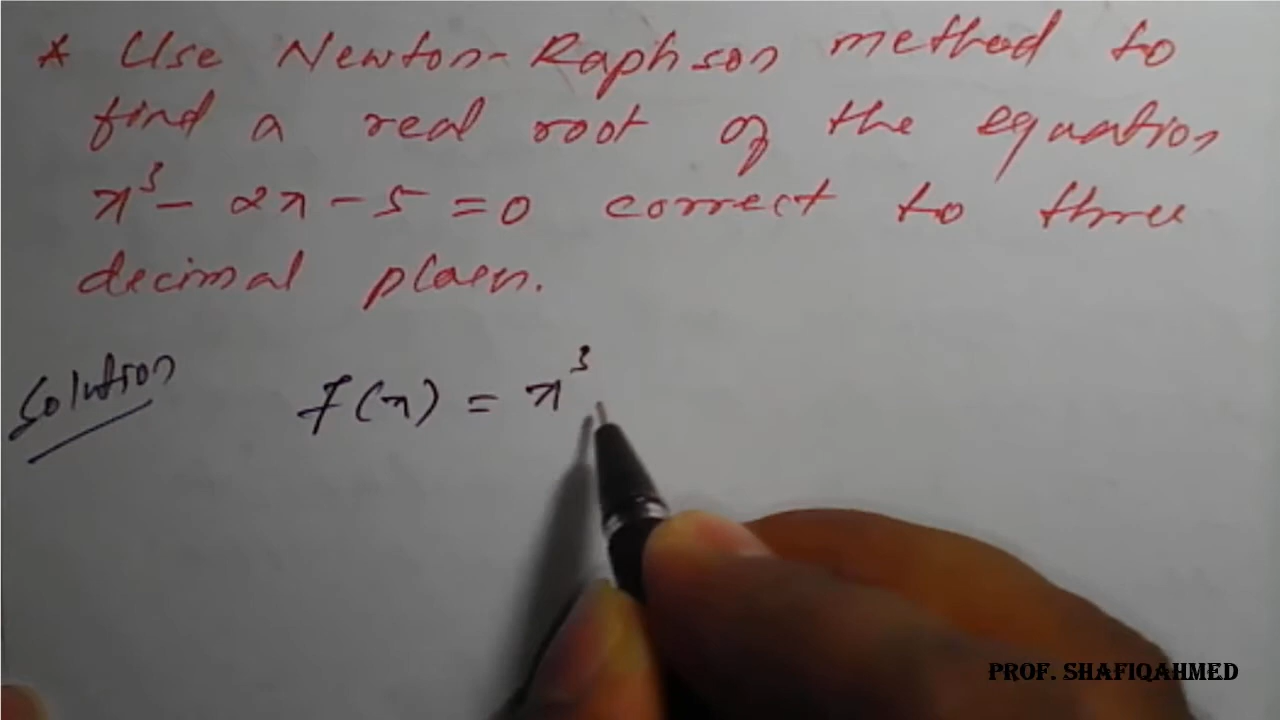 * Use Newton-Raphson method to
find a real root of the equation
x³ - 2x - 5 = 0 correct to three
decimal places.
Solution f(x) = x³
PROF. SHAFIQAHMED